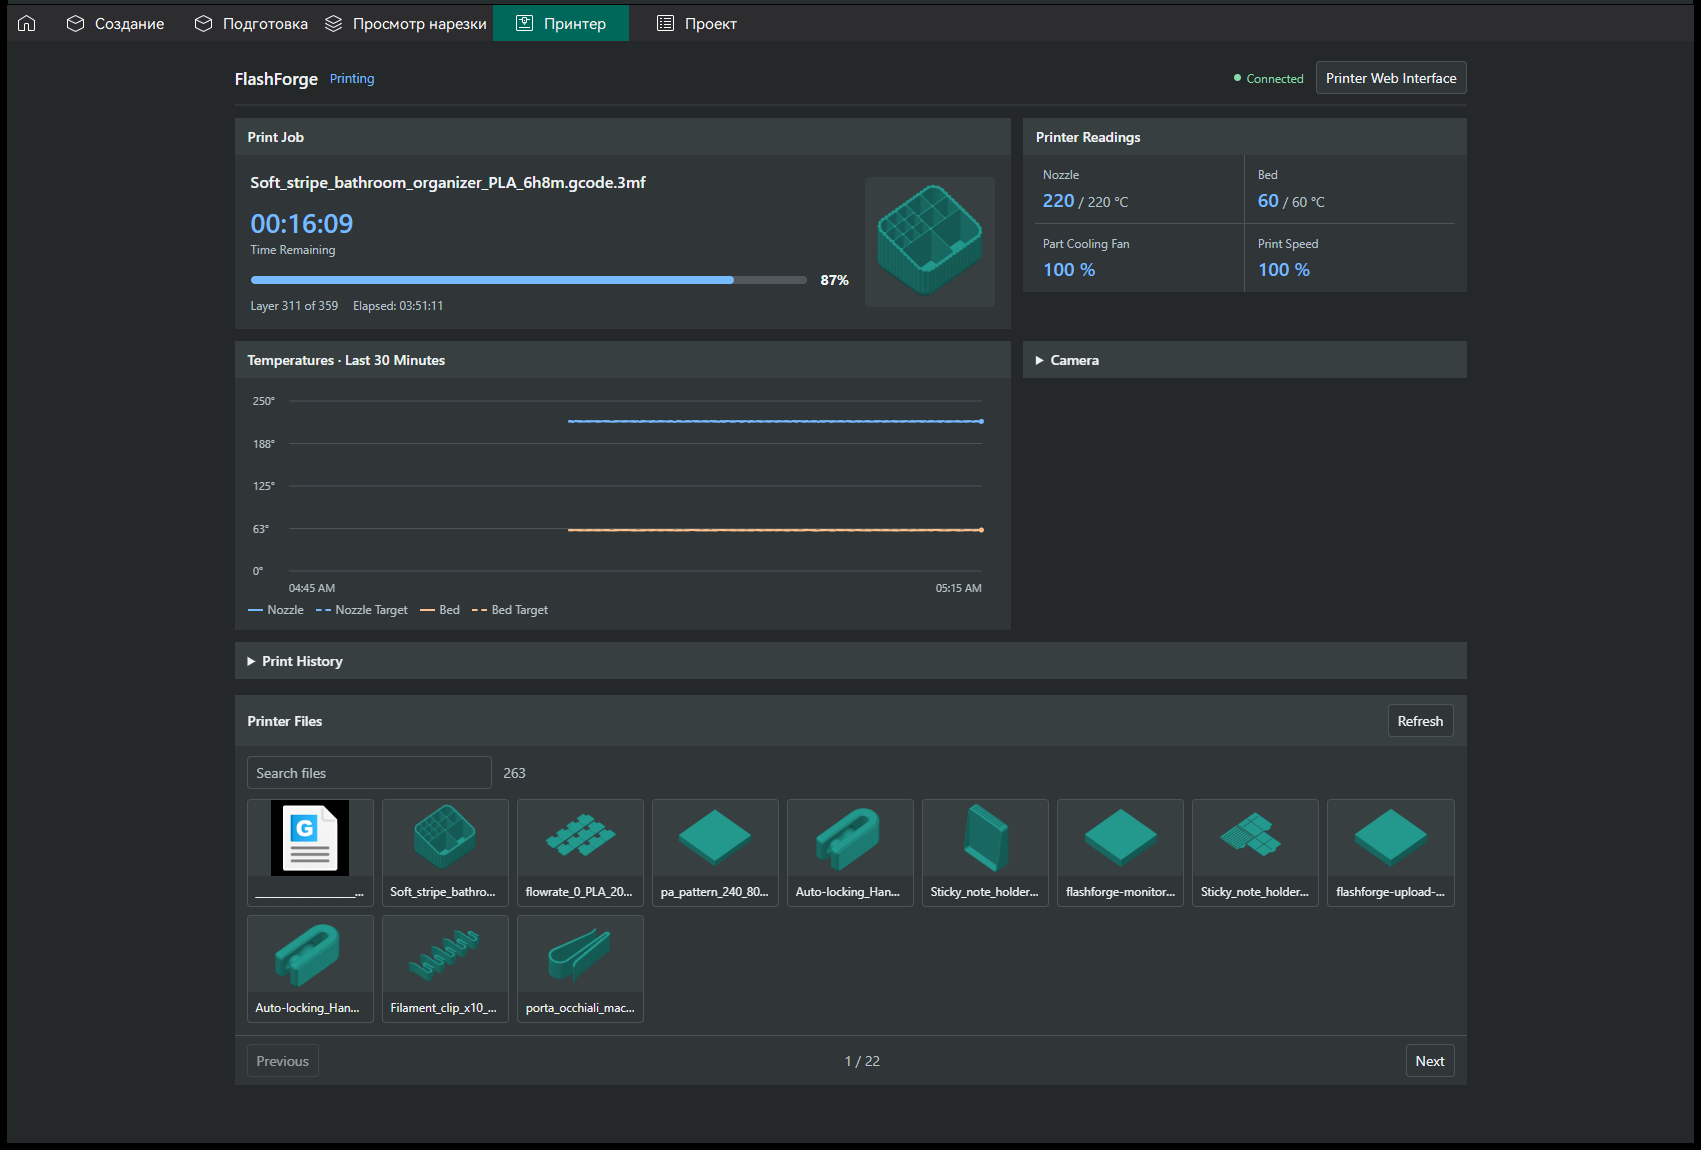 Создание
Подготовка
Просмотр нарезки
Принтер
Проект
FlashForge
Printing
Connected
Printer Web Interface
Print Job
Soft_stripe_bathroom_organizer_PLA_6h8m.gcode.3mf
00:16:09
Time Remaining
87%
Layer 311 of 359
Elapsed: 03:51:11
Printer Readings
Nozzle
220 / 220 °C
Bed
60 / 60 °C
Part Cooling Fan
100 %
Print Speed
100 %
Temperatures · Last 30 Minutes
250°
188°
125°
63°
0°
04:45 AM
05:15 AM
Nozzle
Nozzle Target
Bed
Bed Target
Camera
Print History
Printer Files
Refresh
Search files
263
G
Soft_stripe_bathro...
flowrate_0_PLA_20...
pa_pattern_240_80...
Auto-locking_Han...
Sticky_note_holder...
flashforge-monitor...
Sticky_note_holder...
flashforge-upload-...
Auto-locking_Han...
Filament_clip_x10_...
porta_occhiali_mac...
Previous
1 / 22
Next